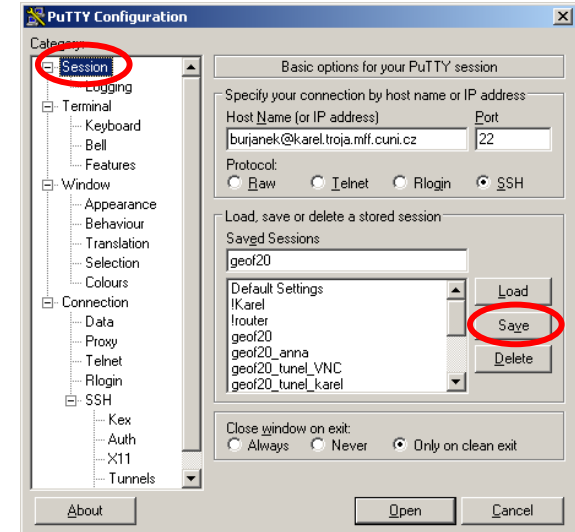 PuTTY Configuration
Category:
Session
Logging
Terminal
Keyboard
Bell
Features
Window
Appearance
Behaviour
Translation
Selection
Colours
Connection
Data
Proxy
Telnet
Rlogin
SSH
Kex
Auth
X11
Tunnels
Basic options for your PuTTY session
Specify your connection by host name or IP address
Host Name (or IP address) Port
burjanek@karel.troja.mff.cuni.cz 22
Protocol:
Raw Telnet Rlogin SSH
Load, save or delete a stored session
Saved Sessions
geof20
Default Settings
!Karel
!router
geof20
geof20_anna
geof20_tunel_VNC
geof20_tunel_karel
Load
Save
Delete
Close window on exit:
Always Never Only on clean exit
About Open Cancel